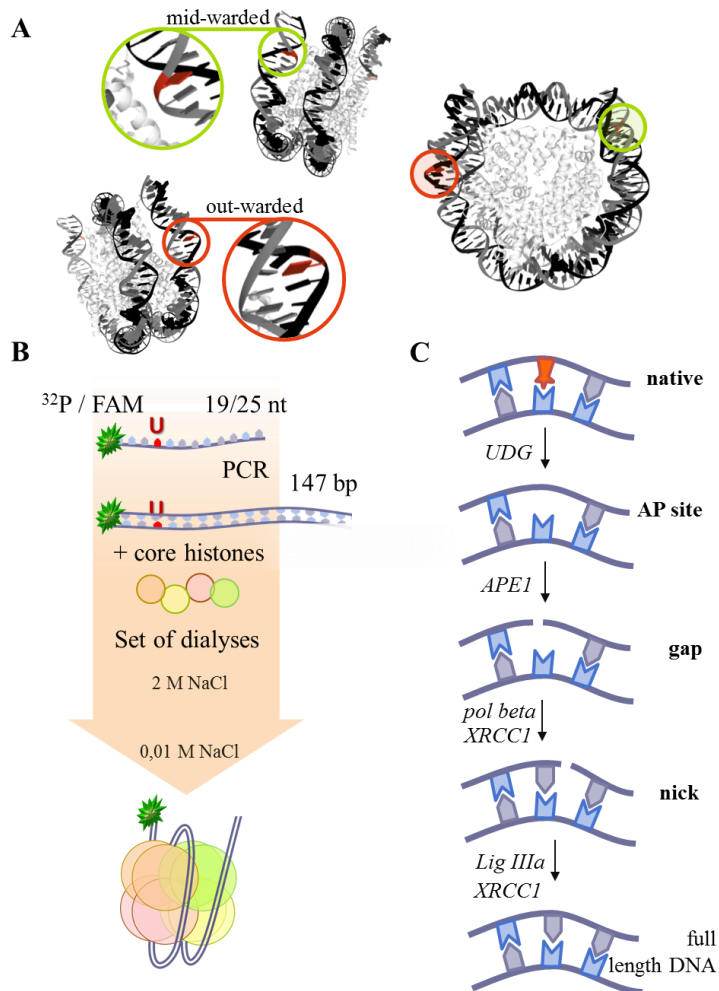 A
mid-warded
out-warded
B
³²P / FAM
19/25 nt
U
PCR
147 bp
U
+ core histones
Set of dialyses
2 M NaCl
0,01 M NaCl
C
native
UDG
AP site
APE1
gap
pol beta
XRCC1
nick
Lig IIIa
XRCC1
full
length DNA